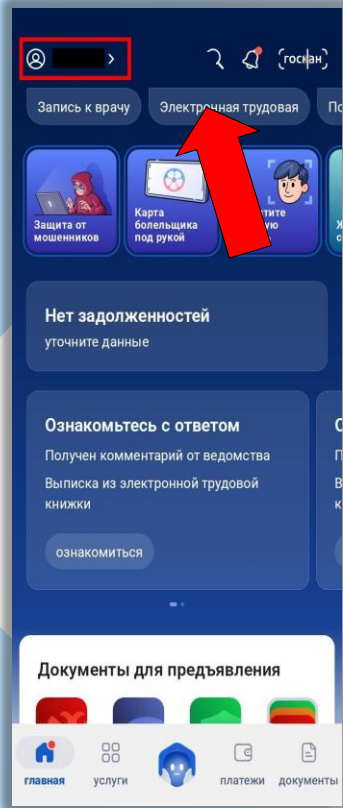 госкан
Запись к врачу
Электронная трудовая
Защита от
мошенников
Карта
болельщика
под рукой
Нет задолженностей
уточните данные
Ознакомьтесь с ответом
Получен комментарий от ведомства
Выписка из электронной трудовой
книжки
ознакомиться
Документы для предъявления
главная
услуги
платежи
документы